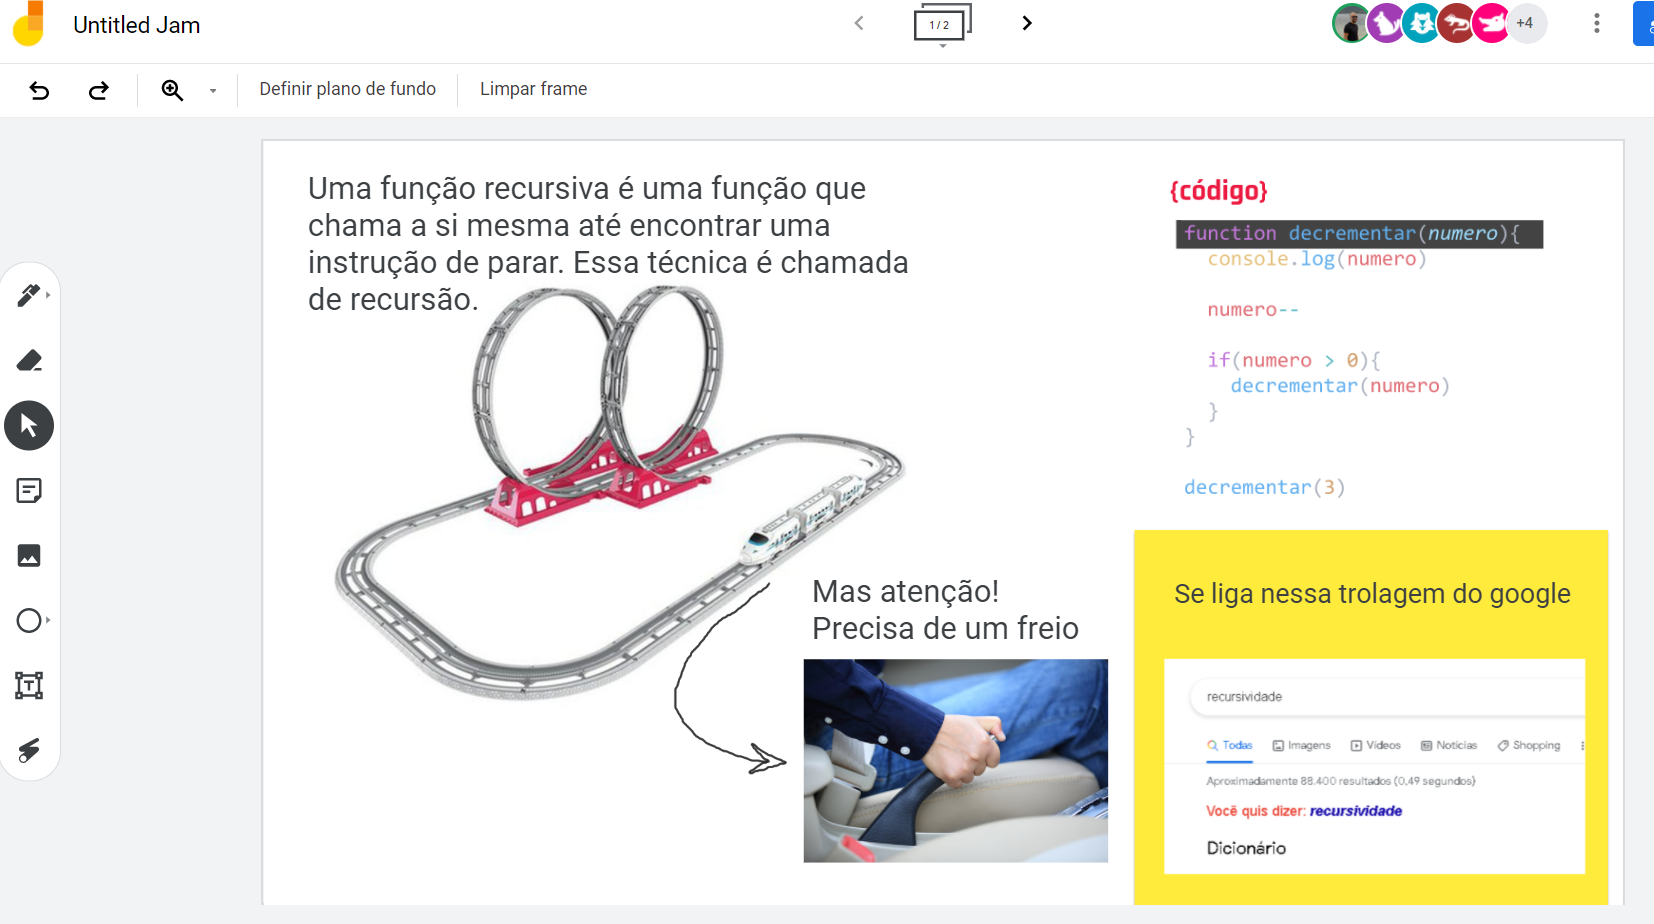 Untitled Jam
1 / 2
+4
Definir plano de fundo
Limpar frame
Uma função recursiva é uma função que
chama a si mesma até encontrar uma
instrução de parar. Essa técnica é chamada
de recursão.
Mas atenção!
Precisa de um freio
{código}
function decrementar(numero){
console.log(numero)
numero--
if(numero > 0){
decrementar(numero)
}
}
decrementar(3)
Se liga nessa trolagem do google
recursividade
Todas Imagens Vídeos Notícias Shopping
Aproximadamente 88.400 resultados (0,49 segundos)
Você quis dizer: recursividade
Dicionário